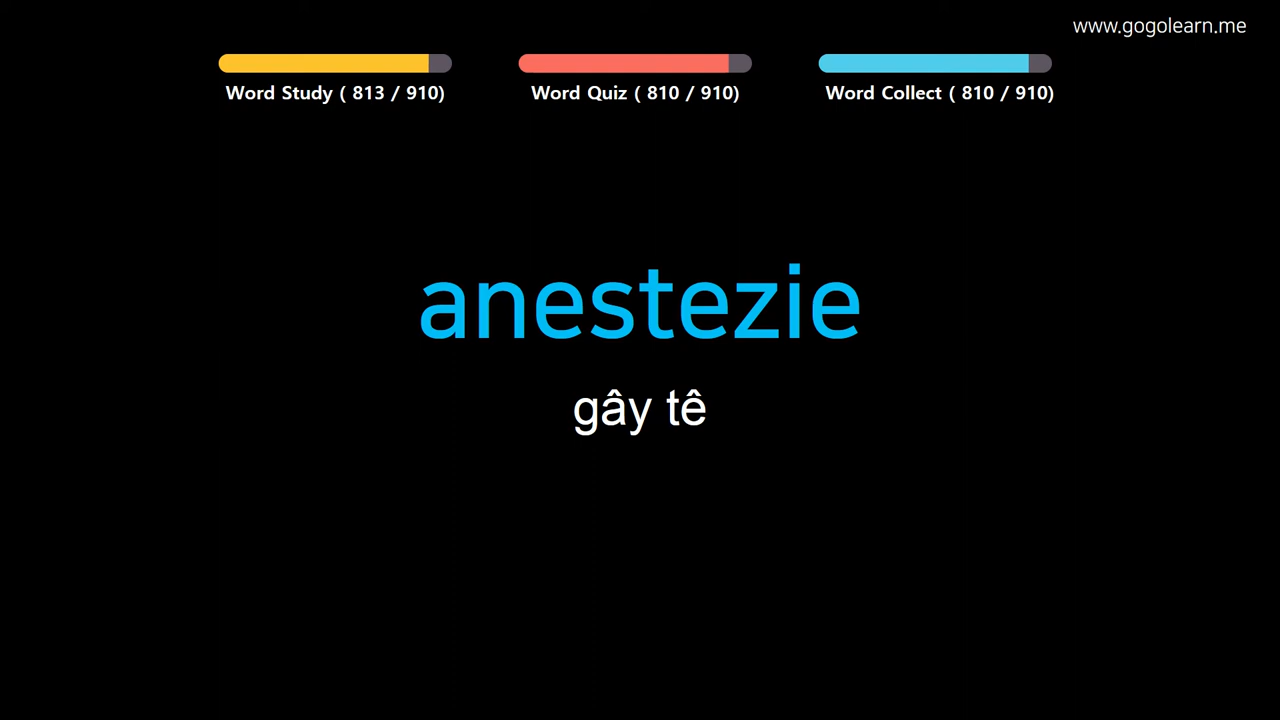 www.gogolearn.me
Word Study ( 813 / 910)
Word Quiz ( 810 / 910)
Word Collect ( 810 / 910)
anestezie
gây tê